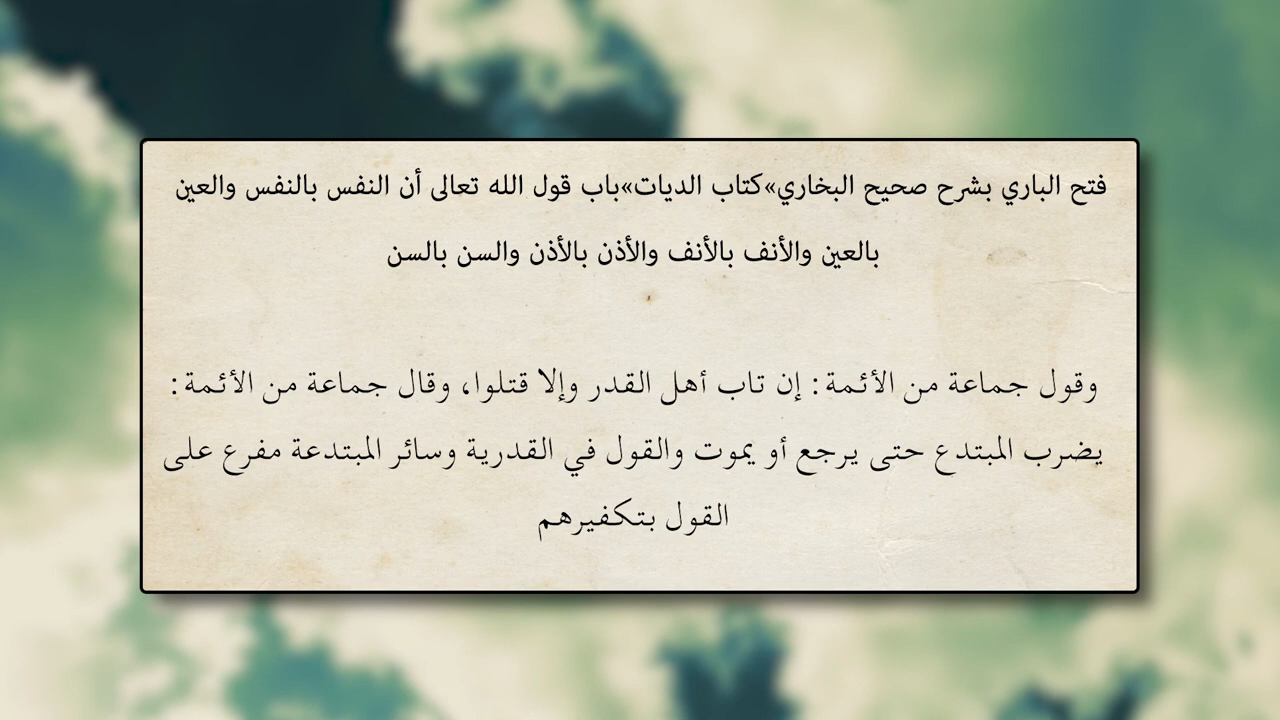 فتح الباري بشرح صحيح البخاري»كتاب الديات»باب قول الله تعالى أن النفس بالنفس والعين
بالعين والأنف بالأنف والأذن بالأذن والسن بالسن
وقول جماعة من الأئمة: إن تاب أهل القدر وإلا قتلوا، وقال جماعة من الأئمة:
يضرب المبتدع حتى يرجع أو يموت والقول في القدرية وسائر المبتدعة مفرع على
القول بتكفيرهم